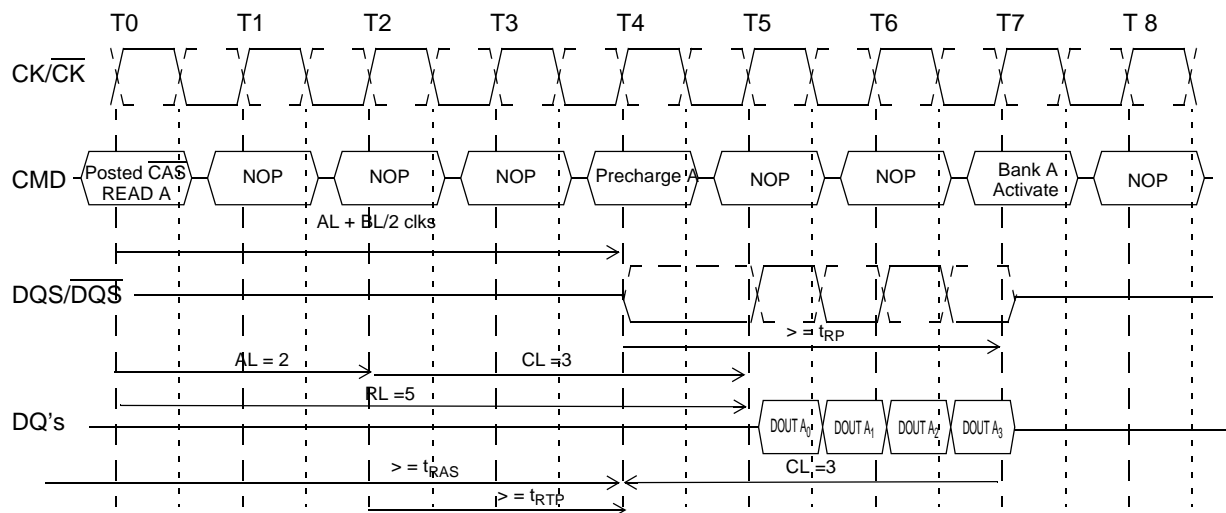 T0 T1 T2 T3 T4 T5 T6 T7 T 8
CK/CK
CMD
Posted CAS
READ A
NOP
NOP
NOP
Precharge A
NOP
NOP
Bank A
Activate
NOP
AL + BL/2 clks
DQS/DQS
> = tRP
AL = 2
CL =3
RL =5
DQ's
DOUT A0
DOUT A1
DOUT A2
DOUT A3
> = tRAS
CL =3
> = tRTP